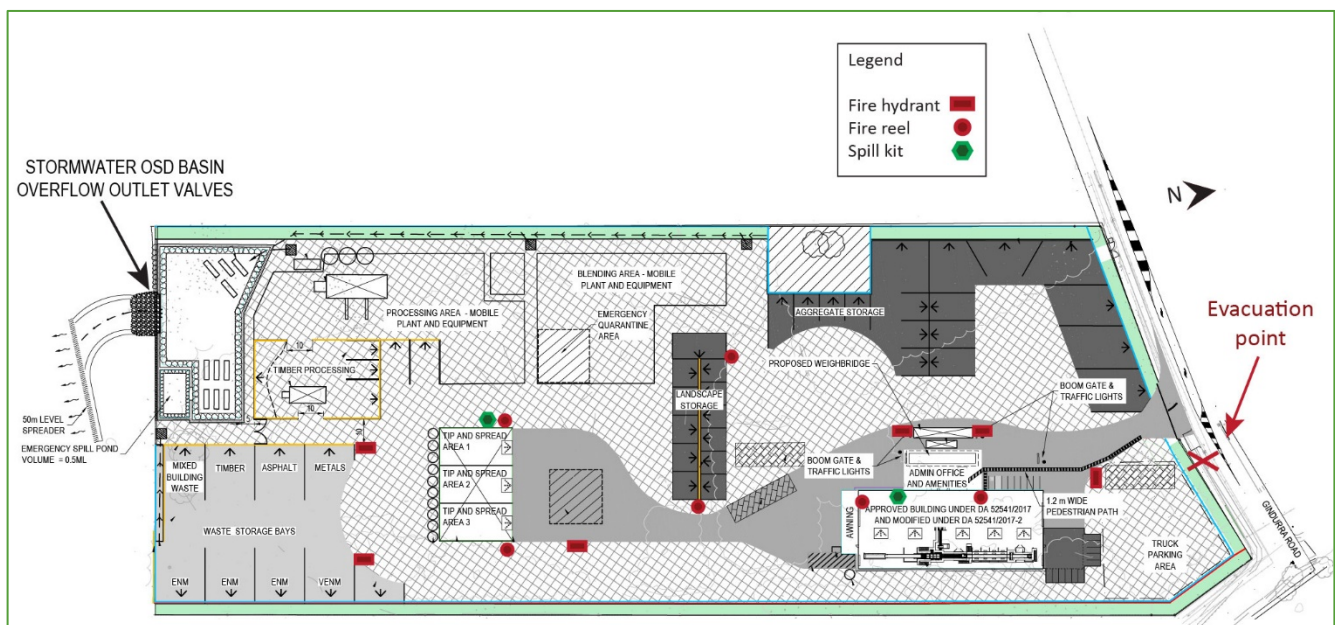 Legend
Fire hydrant
Fire reel
Spill kit
STORMWATER OSD BASIN
OVERFLOW OUTLET VALVES
N
Evacuation
point
BLENDING AREA - MOBILE
PLANT AND EQUIPMENT
PROCESSING AREA - MOBILE
PLANT AND EQUIPMENT
EMERGENCY
QUARANTINE
AREA
AGGREGATE STORAGE
PROPOSED WEIGHBRIDGE
BOOM GATE &
TRAFFIC LIGHTS
10
TIMBER PROCESSING
10
LANDSCAPE
STORAGE
50m LEVEL
SPREADER
EMERGENCY SPILL POND
VOLUME = 0.5ML
5
TIP AND SPREAD
AREA 1
TIP AND SPREAD
AREA 2
TIP AND SPREAD
AREA 3
MIXED
BUILDING
WASTE
TIMBER
ASPHALT
METALS
WASTE STORAGE BAYS
ENM
ENM
ENM
VENM
BOOM GATE &
TRAFFIC LIGHTS
ADMIN OFFICE
AND AMENITIES
AWNING
APPROVED BUILDING UNDER DA 52541/2017
AND MODIFIED UNDER DA 52541/2017-2
1.2 m WIDE
PEDESTRIAN PATH
TRUCK
PARKING
AREA
GINDURRA ROAD